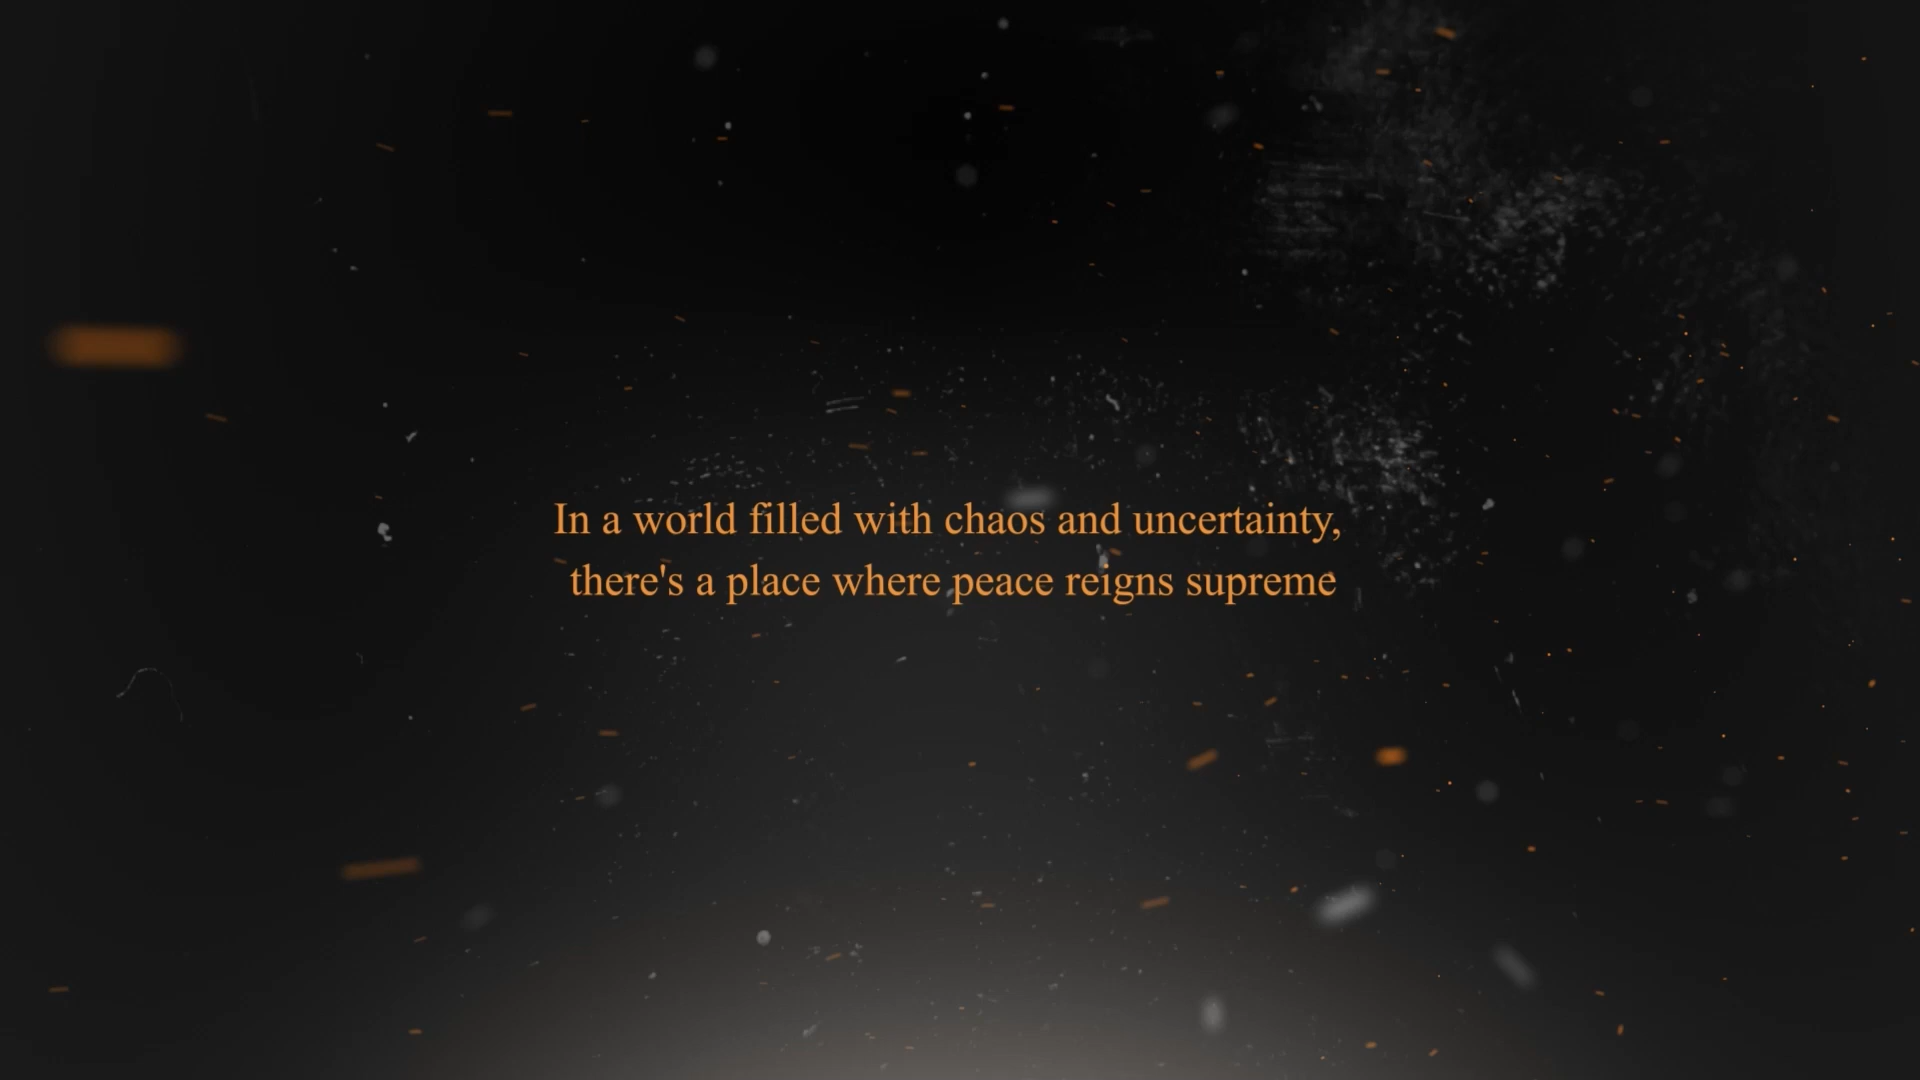 In a world filled with chaos and uncertainty,
there's a place where peace reigns supreme